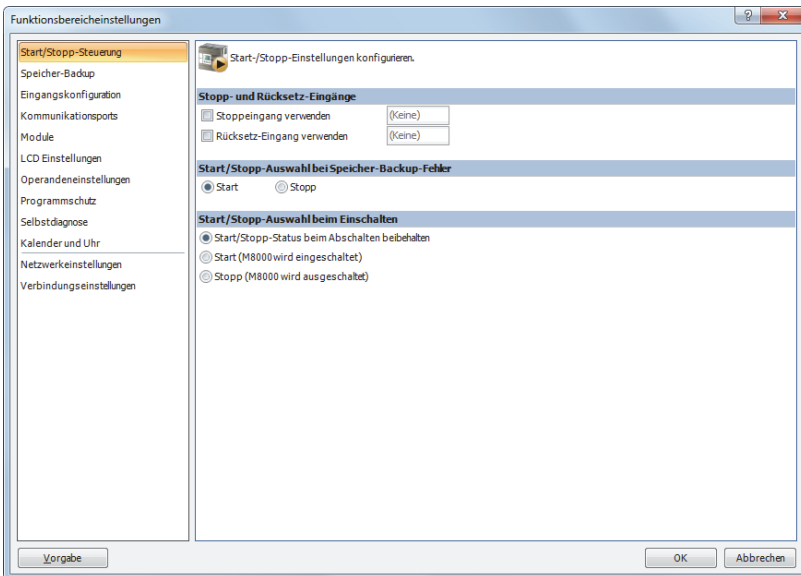 Funktionsbereicheinstellungen
Start/Stopp-Steuerung
Speicher-Backup
Eingangskonfiguration
Kommunikationsports
Module
LCD Einstellungen
Operandeneinstellungen
Programmschutz
Selbstdiagnose
Kalender und Uhr
Netzwerkeinstellungen
Verbindungseinstellungen
Start-/Stopp-Einstellungen konfigurieren.
Stopp- und Rücksetz-Eingänge
Stoppeingang verwenden (Keine)
Rücksetz-Eingang verwenden (Keine)
Start/Stopp-Auswahl bei Speicher-Backup-Fehler
Start Stopp
Start/Stopp-Auswahl beim Einschalten
Start/Stopp-Status beim Abschalten beibehalten
Start (M8000 wird eingeschaltet)
Stopp (M8000 wird ausgeschaltet)
Vorgabe OK Abbrechen